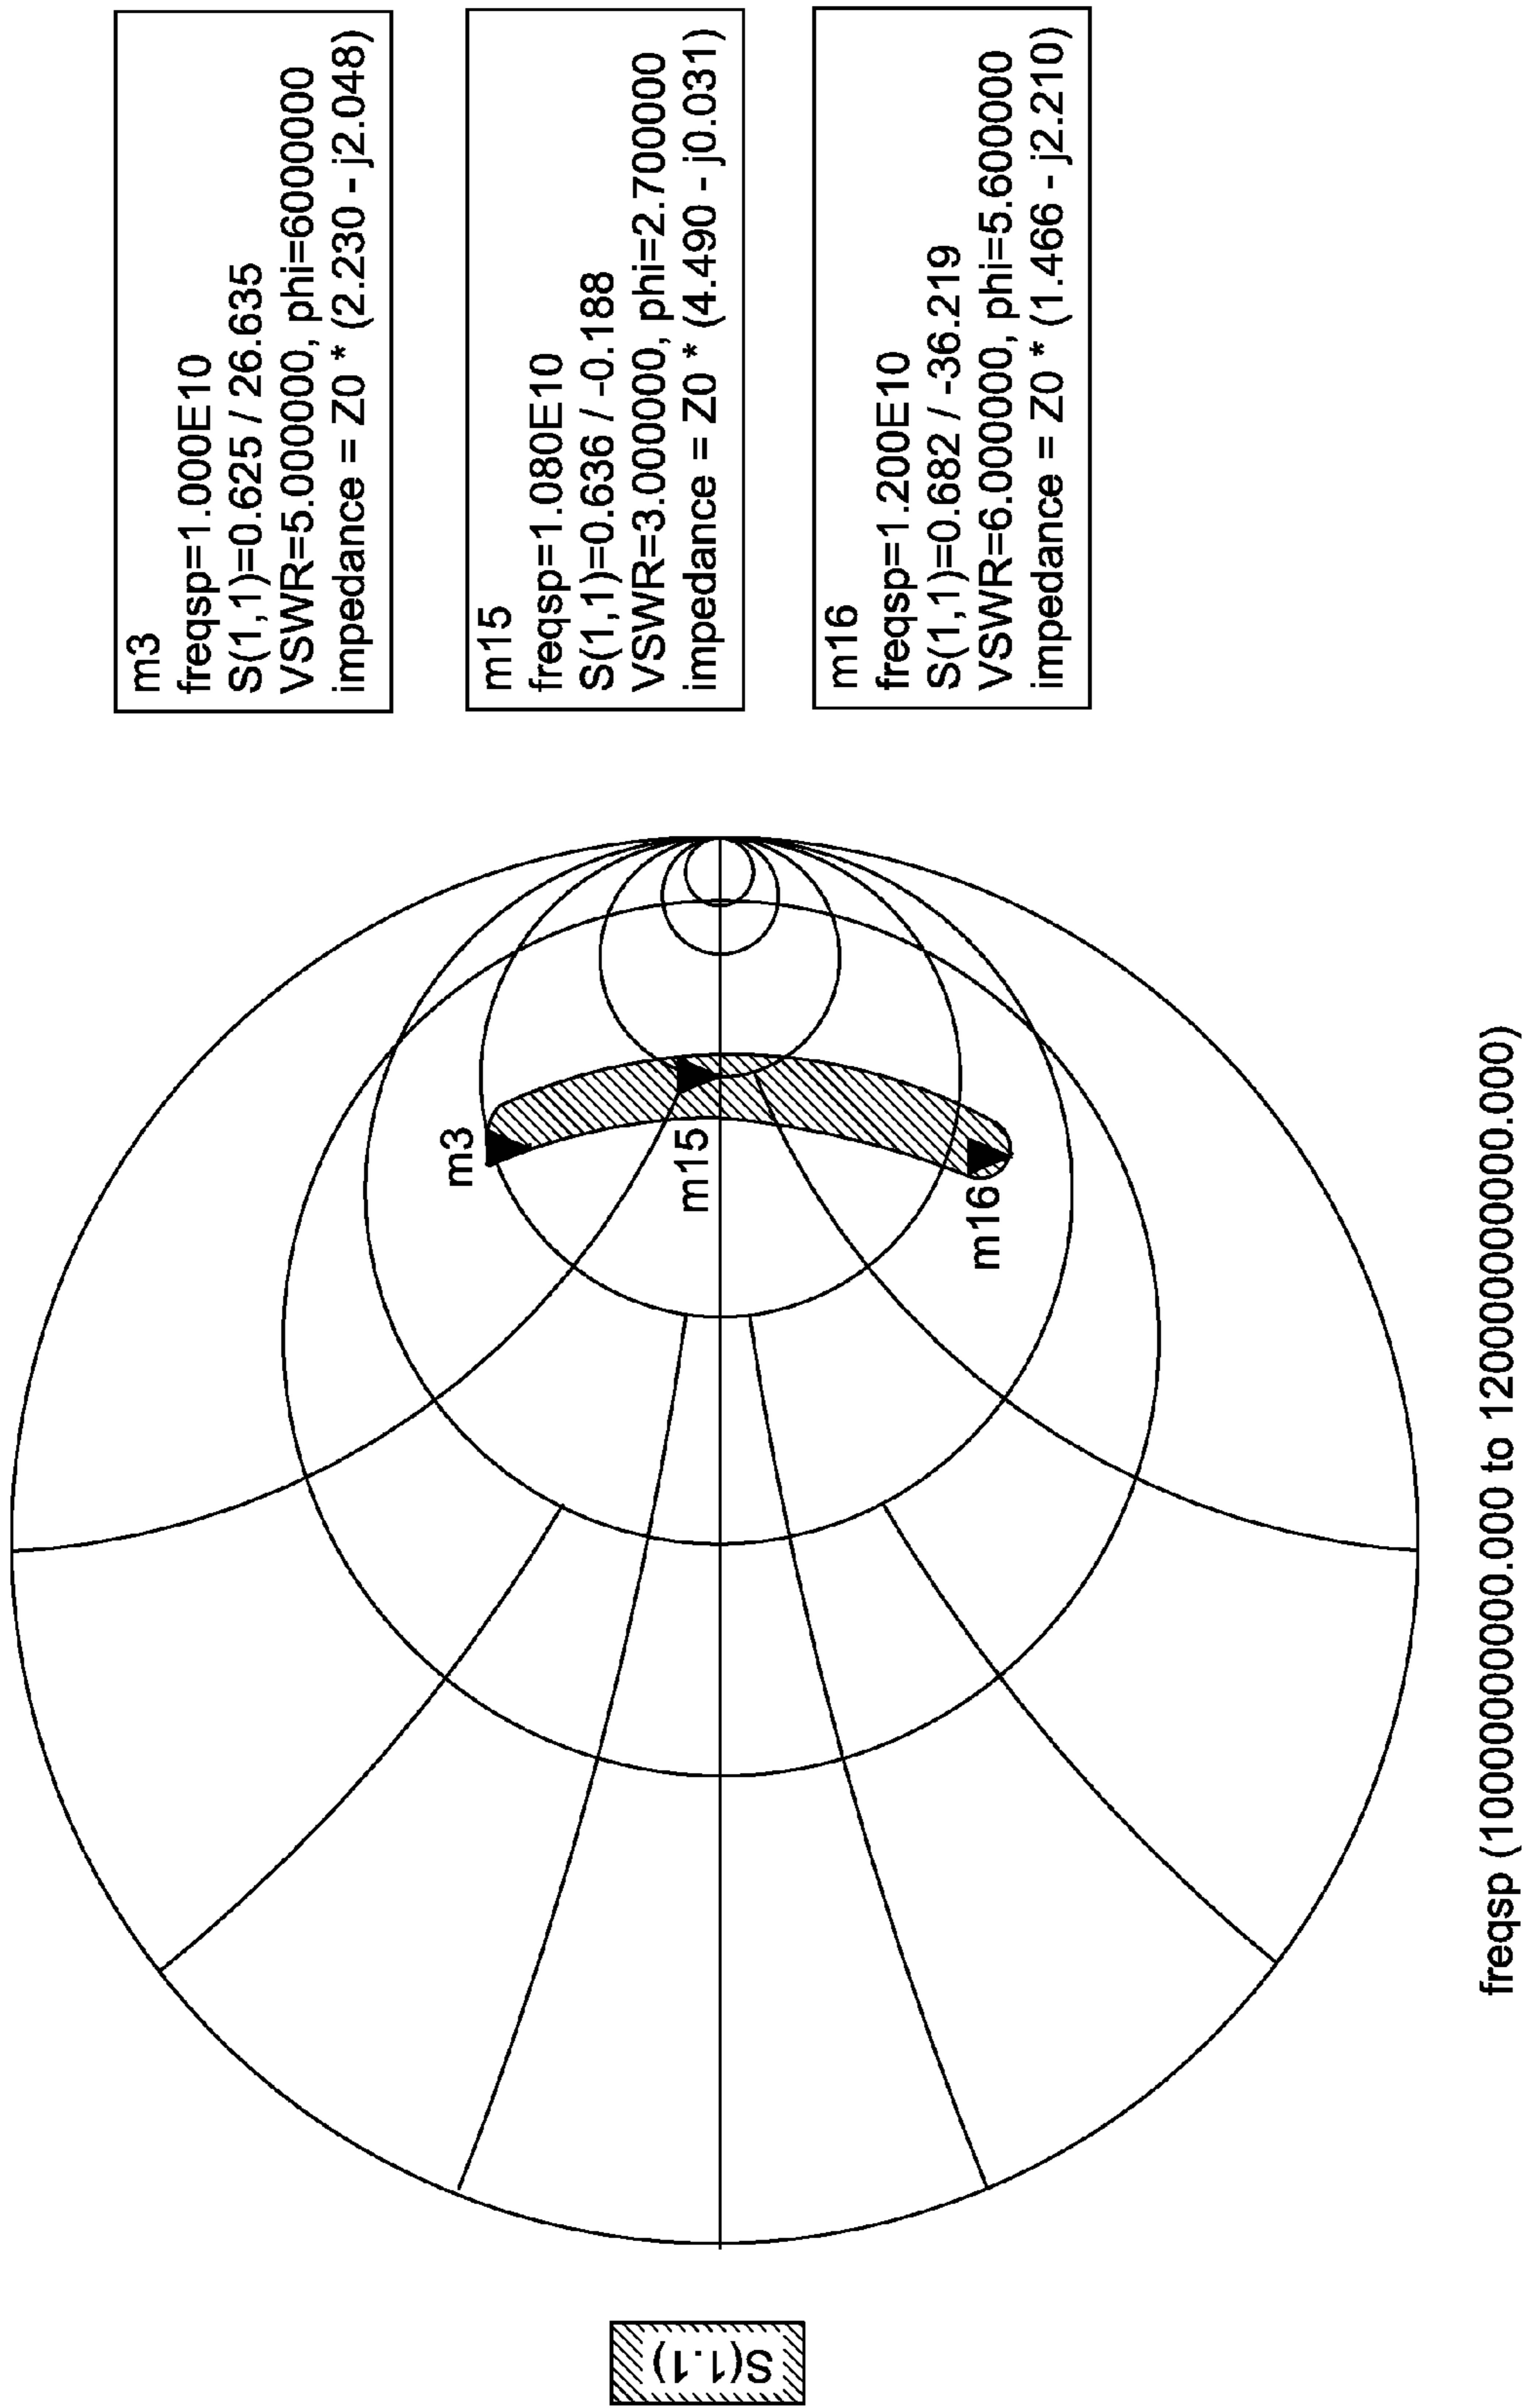 m3
freqsp=1.000E10
S(1,1)=0.625 / 26.635
VSWR=5.000000, phi=6000000
impedance = Z0 * (2.230 - j2.048)
m15
freqsp=1.080E10
S(1,1)=0.636 / -0.188
VSWR=3.000000, phi=2.700000
impedance = Z0 * (4.490 - j0.031)
m16
freqsp=1.200E10
S(1,1)=0.682 / -36.219
VSWR=6.000000, phi=5.600000
impedance = Z0 * (1.466 - j2.210)
m3
m15
m16
S(1.1)
freqsp (10000000000.000 to 12000000000.000)